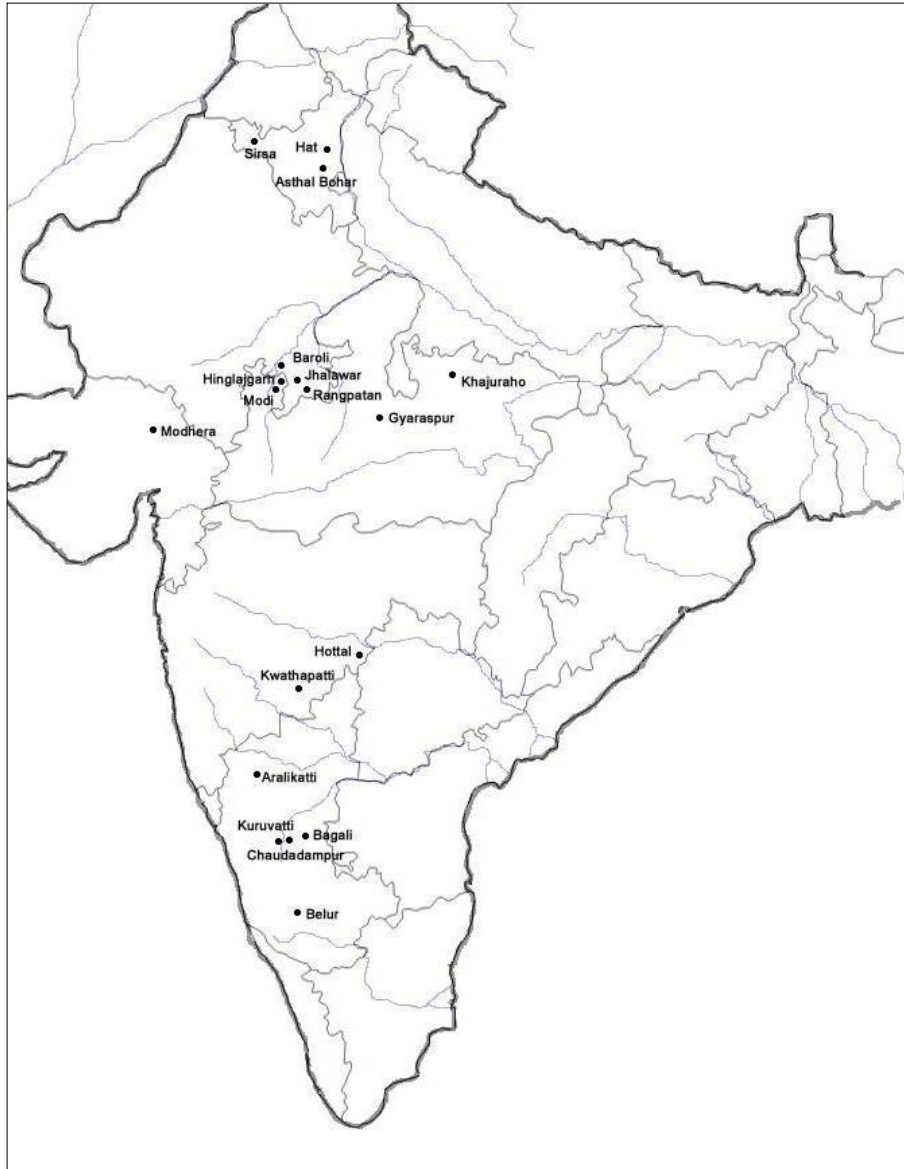 Hat
Sirsa
Asthal Bohar
Baroli
Hinglajgarh
Jhalawar
Modi
Rangpatan
Khajuraho
Gyaraspur
Modhera
Hottal
Kwathapatti
Aralikatti
Kuruvatti
Bagali
Chaudadampur
Belur